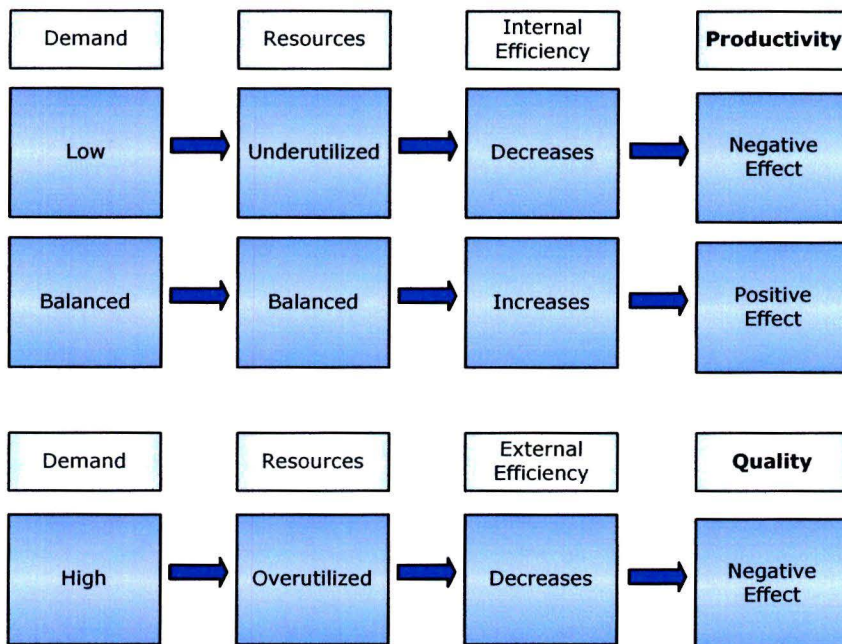 Demand
Resources
Internal
Efficiency
Productivity
Low
Underutilized
Decreases
Negative
Effect
Balanced
Balanced
Increases
Positive
Effect
Demand
Resources
External
Efficiency
Quality
High
Overutilized
Decreases
Negative
Effect